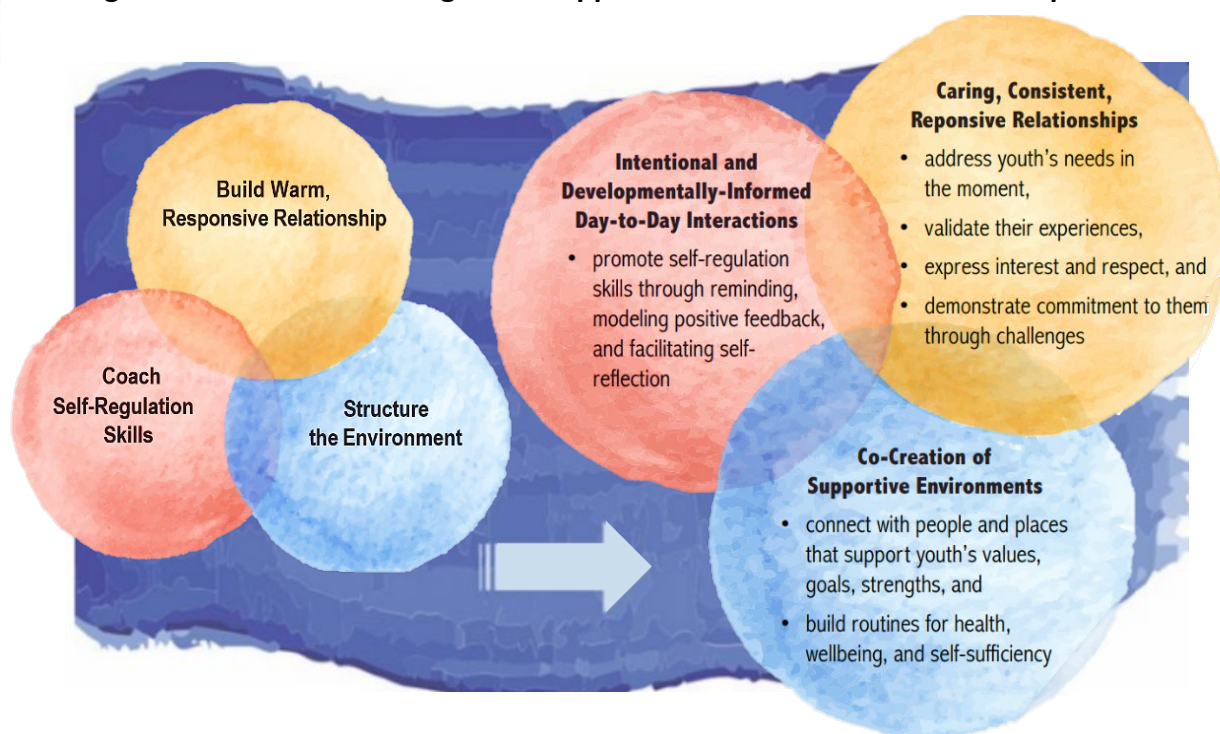 Build Warm,
Responsive Relationship
Coach
Self-Regulation
Skills
Structure
the Environment
Intentional and
Developmentally-Informed
Day-to-Day Interactions
• promote self-regulation
skills through reminding,
modeling positive feedback,
and facilitating self-
reflection
Caring, Consistent,
Reponsive Relationships
• address youth's needs in
the moment,
• validate their experiences,
• express interest and respect, and
• demonstrate commitment to them
through challenges
Co-Creation of
Supportive Environments
• connect with people and places
that support youth's values,
goals, strengths, and
• build routines for health,
wellbeing, and self-sufficiency